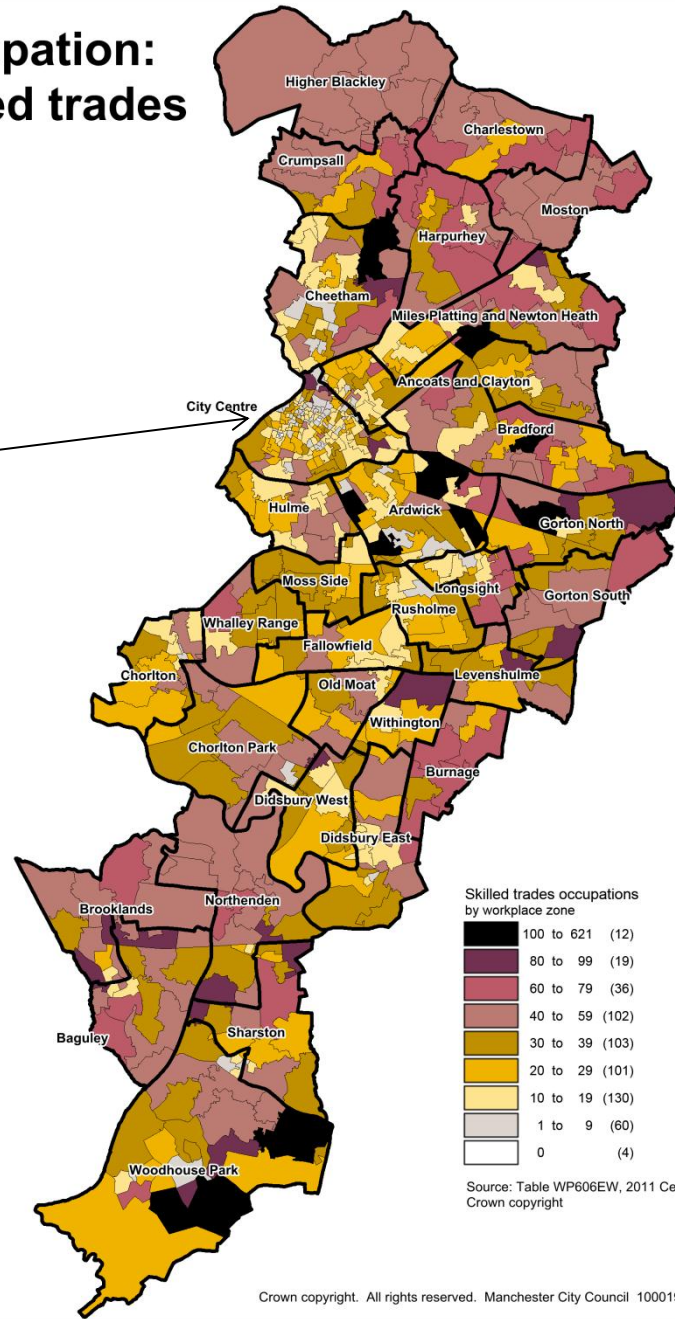 pation:
ed trades
Higher Blackley
Charlestown
Crumpsall
Moston
Harpurhey
Cheetham
Miles Platting and Newton Heath
Ancoats and Clayton
City Centre
Bradford
Hulme
Ardwick
Gorton North
Moss Side
Longsight
Gorton South
Rusholme
Whalley Range
Fallowfield
Chorlton
Levenshulme
Old Moat
Withington
Chorlton Park
Burnage
Didsbury West
Didsbury East
Brooklands
Northenden
Baguley
Sharston
Woodhouse Park
Skilled trades occupations
by workplace zone
100 to 621 (12)
80 to 99 (19)
60 to 79 (36)
40 to 59 (102)
30 to 39 (103)
20 to 29 (101)
10 to 19 (130)
1 to 9 (60)
0 (4)
Source: Table WP606EW, 2011 Ce
Crown copyright
Crown copyright. All rights reserved. Manchester City Council 100019